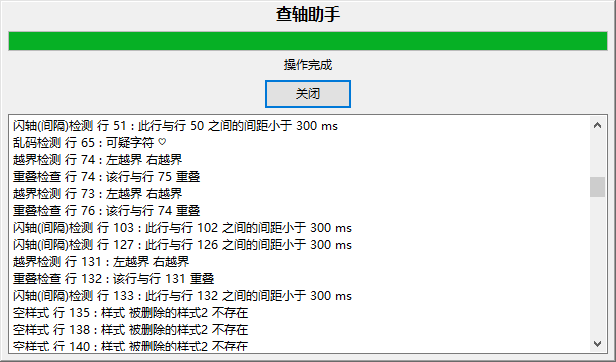 查轴助手
操作完成
关闭
闪轴(间隔)检测 行 51 : 此行与行 50 之间的间距小于 300 ms
乱码检测 行 65 : 可疑字符 ♡
越界检测 行 74 : 左越界 右越界
重叠检查 行 74 : 该行与行 75 重叠
越界检测 行 73 : 左越界 右越界
重叠检查 行 76 : 该行与行 74 重叠
闪轴(间隔)检测 行 103 : 此行与行 102 之间的间距小于 300 ms
闪轴(间隔)检测 行 127 : 此行与行 126 之间的间距小于 300 ms
越界检测 行 131 : 左越界 右越界
重叠检查 行 132 : 该行与行 131 重叠
闪轴(间隔)检测 行 133 : 此行与行 132 之间的间距小于 300 ms
空样式 行 135 : 样式 被删除的样式2 不存在
空样式 行 138 : 样式 被删除的样式2 不存在
空样式 行 140 : 样式 被删除的样式2 不存在